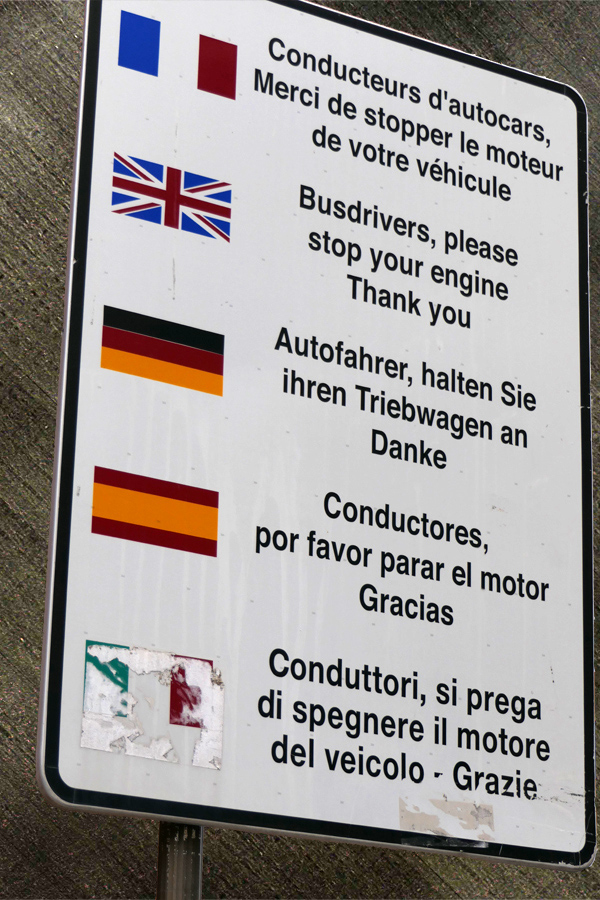 Conducteurs d'autocars,
Merci de stopper le moteur
de votre véhicule
Busdrivers, please
stop your engine
Thank you
Autofahrer, halten Sie
ihren Triebwagen an
Danke
Conductores,
por favor parar el motor
Gracias
Conduttori, si prega
di spegnere il motore
del veicolo - Grazie